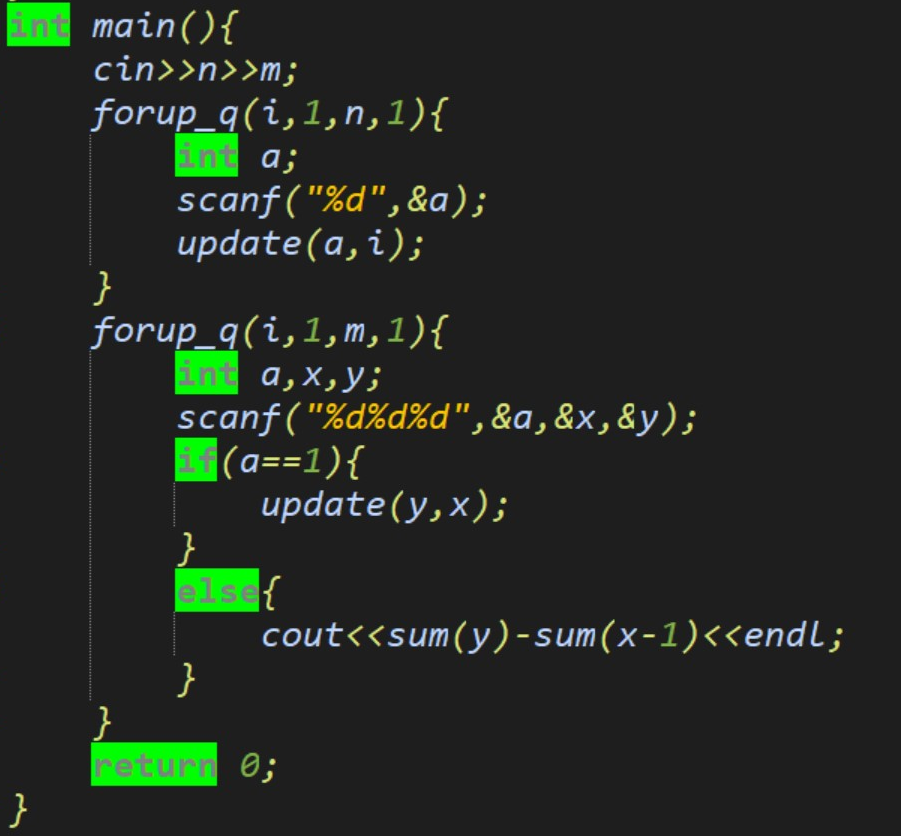 int main(){
    cin>>n>>m;
    forup_q(i,1,n,1){
        int a;
        scanf("%d",&a);
        update(a,i);
    }
    forup_q(i,1,m,1){
        int a,x,y;
        scanf("%d%d%d",&a,&x,&y);
        if(a==1){
            update(y,x);
        }
        else{
            cout<<sum(y)-sum(x-1)<<endl;
        }
    }
    return 0;
}